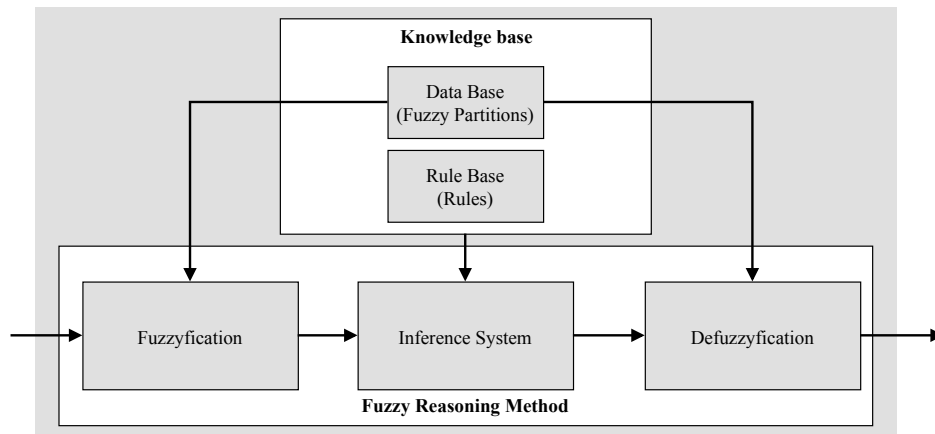 Knowledge base
Data Base
(Fuzzy Partitions)
Rule Base
(Rules)
Fuzzyfication
Inference System
Defuzzyfication
Fuzzy Reasoning Method